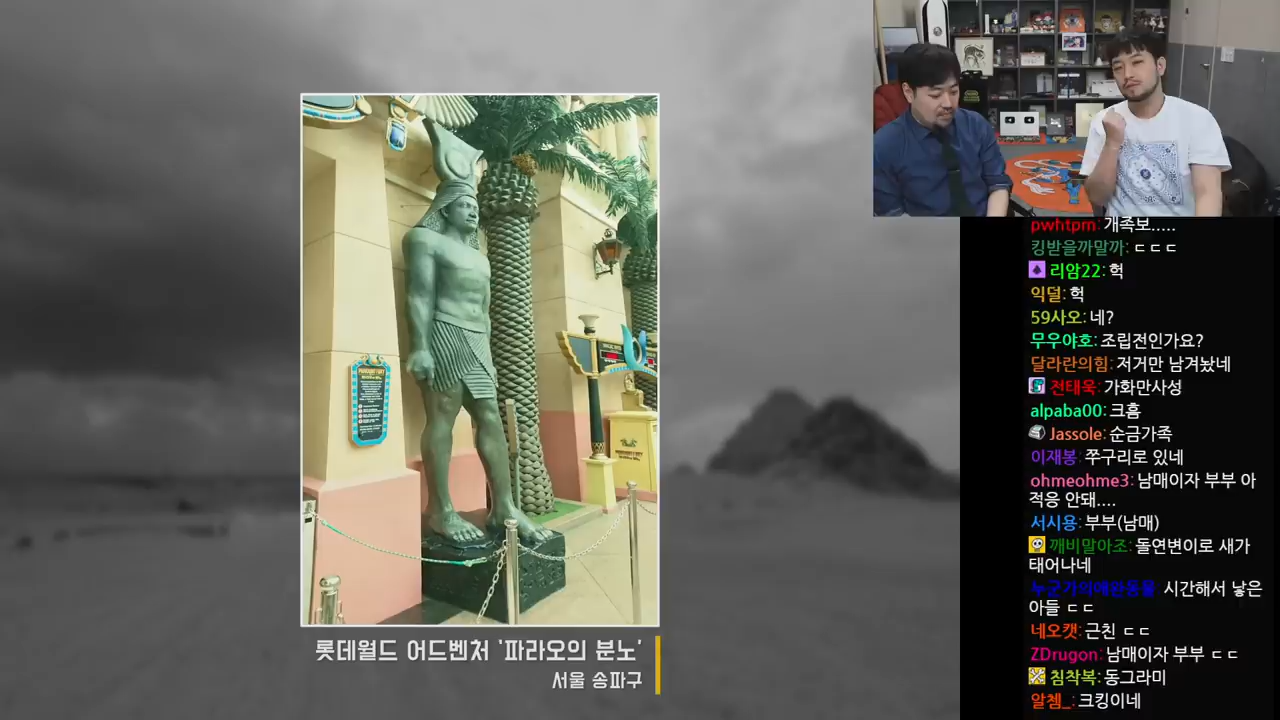 롯데월드 어드벤처 '파라오의 분노'
서울 송파구
pwhtpm: 개족보.....
킹받을까말까: ㄷㄷㄷ
리암22: 헉
익덜: 헉
59사오: 네?
무우야호: 조립전인가요?
달라란의힘: 저거만 남겨놨네
전태욱: 가화만사성
alpaba00: 크흠
Jassole: 순금가족
이재봉: 쭈구리로 있네
ohmeohme3: 남매이자 부부 아
적응 안돼....
서시용: 부부(남매)
깨비말아조: 돌연변이로 새가
태어나네
누군가의애완동물: 시간해서 낳은
아들 ㄷㄷ
네오캣: 근친 ㄷㄷ
ZDrugon: 남매이자 부부 ㄷㄷ
침착복: 동그라미
알쳄_: 크킹이네